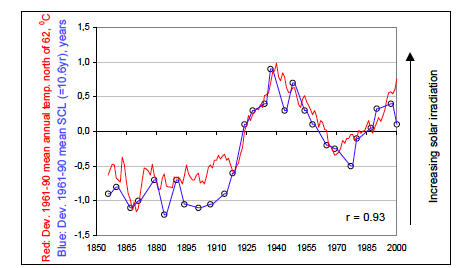 Red: Dev. 1961-90 mean annual temp. north of 62, ⁰C
Blue: Dev. 1961-90 mean SCL (=10.6yr), years
1,5
1,0
0,5
0,0
-0,5
-1,0
-1,5
1850 1865 1880 1895 1910 1925 1940 1955 1970 1985 2000
r = 0.93
Increasing solar irradiation